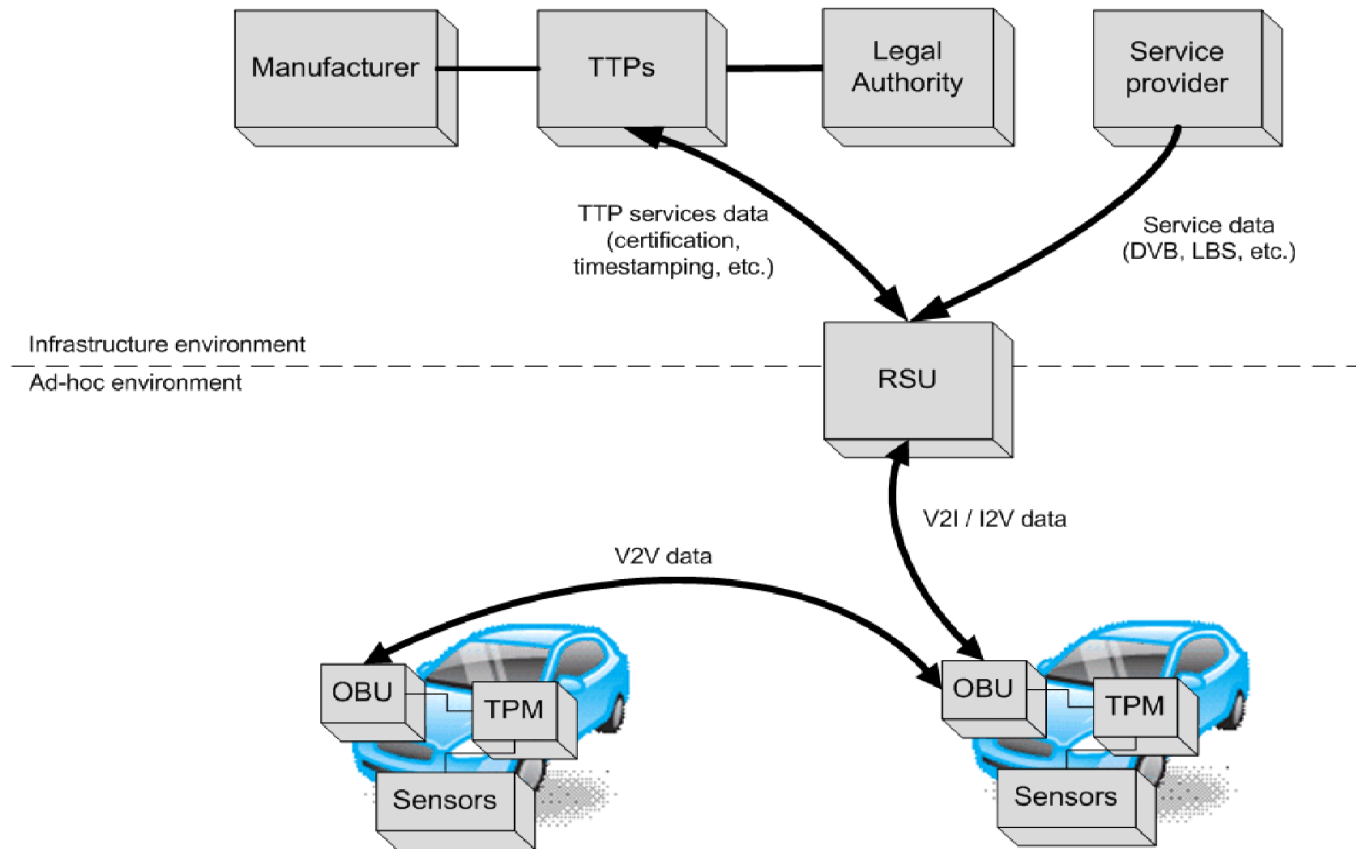 Manufacturer
TTPs
Legal
Authority
Service
provider
TTP services data
(certification,
timestamping, etc.)
Service data
(DVB, LBS, etc.)
Infrastructure environment
Ad-hoc environment
RSU
V2I / I2V data
V2V data
OBU
TPM
Sensors
OBU
TPM
Sensors